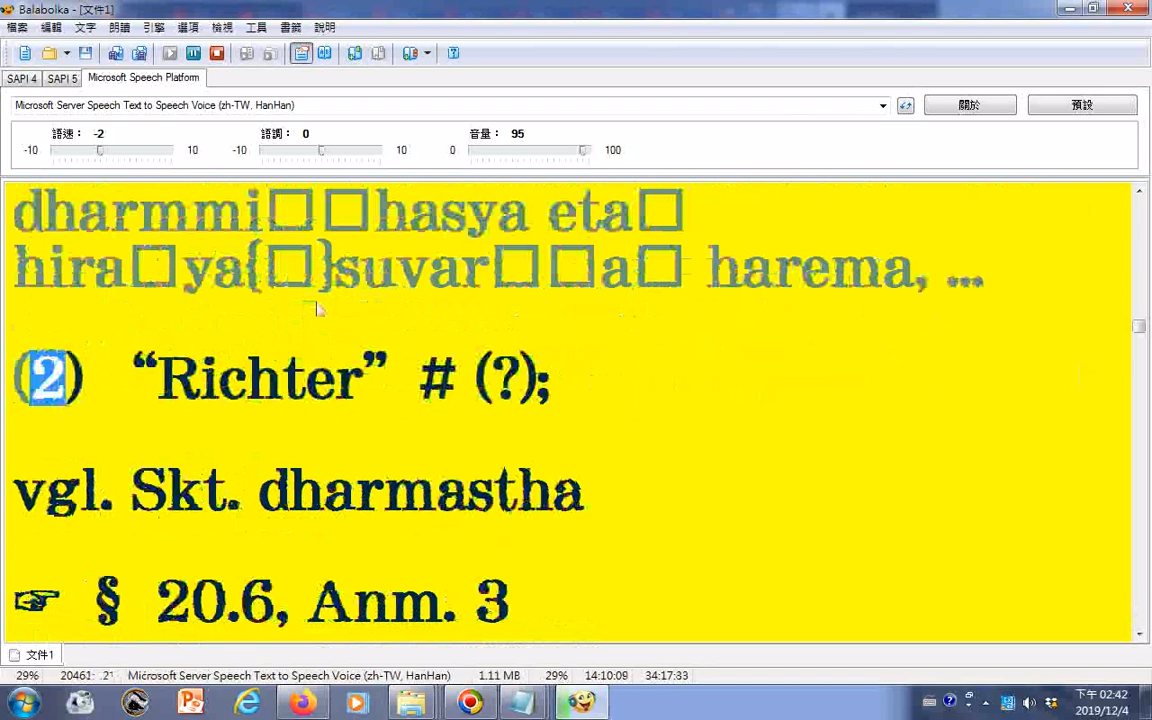 Balabolka - [文件1]
檔案 編輯 文字 朗讀 引擎 選項 檢視 工具 書籤 說明
SAPI 4 SAPI 5 Microsoft Speech Platform
Microsoft Server Speech Text to Speech Voice (zh-TW, HanHan) 關於 預設
語速： -2 語調： 0 音量： 95
-10 10 -10 10 0 100
dharmmi□□hasya eta□
hira□ya{□}suvar□□a□ harema, ...
(2) “Richter” # (?);
vgl. Skt. dharmastha
☞ § 20.6, Anm. 3
文件1
29% 20461: Microsoft Server Speech Text to Speech Voice (zh-TW, HanHan) 1.11 MB 29% 14:10:09 34:17:33
下午 02:42
2019/12/4